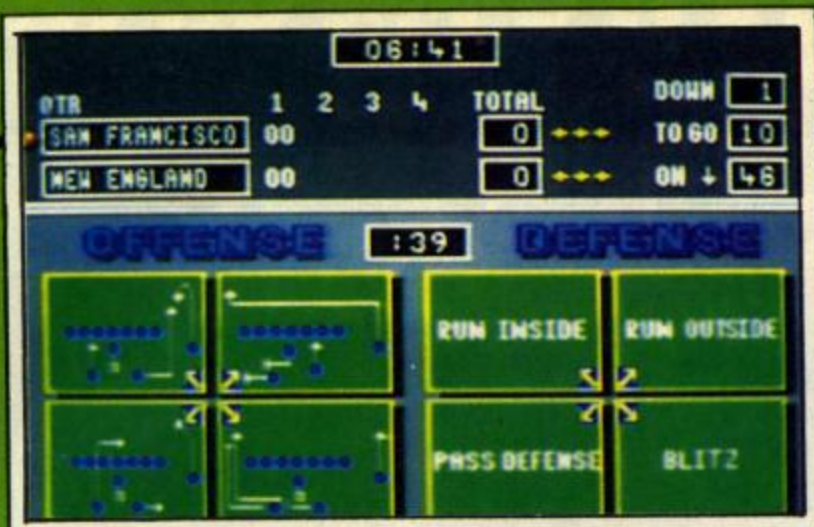 06:41
QTR 1 2 3 4 TOTAL DOWN 1
SAN FRANCISCO 00 0 TO GO 10
NEW ENGLAND 00 0 ON ↓ 46
OFFENSE :39 DEFENSE
RUN INSIDE RUN OUTSIDE
PASS DEFENSE BLITZ